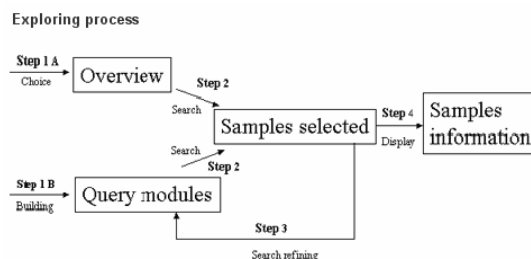 Exploring process
Step 1 A
Choice
Overview
Step 2
Search
Samples selected
Step 4
Display
Samples
information
Search
Step 2
Step 1 B
Building
Query modules
Step 3
Search refining